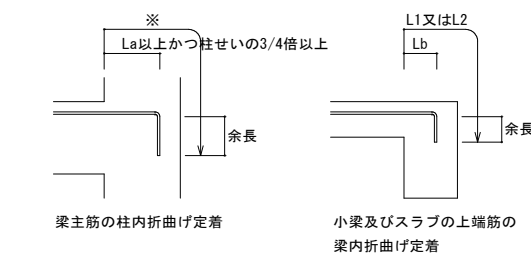 ※
La以上かつ柱せいの3/4倍以上
余長
梁主筋の柱内折曲げ定着
L1又はL2
Lb
余長
小梁及びスラブの上端筋の
梁内折曲げ定着